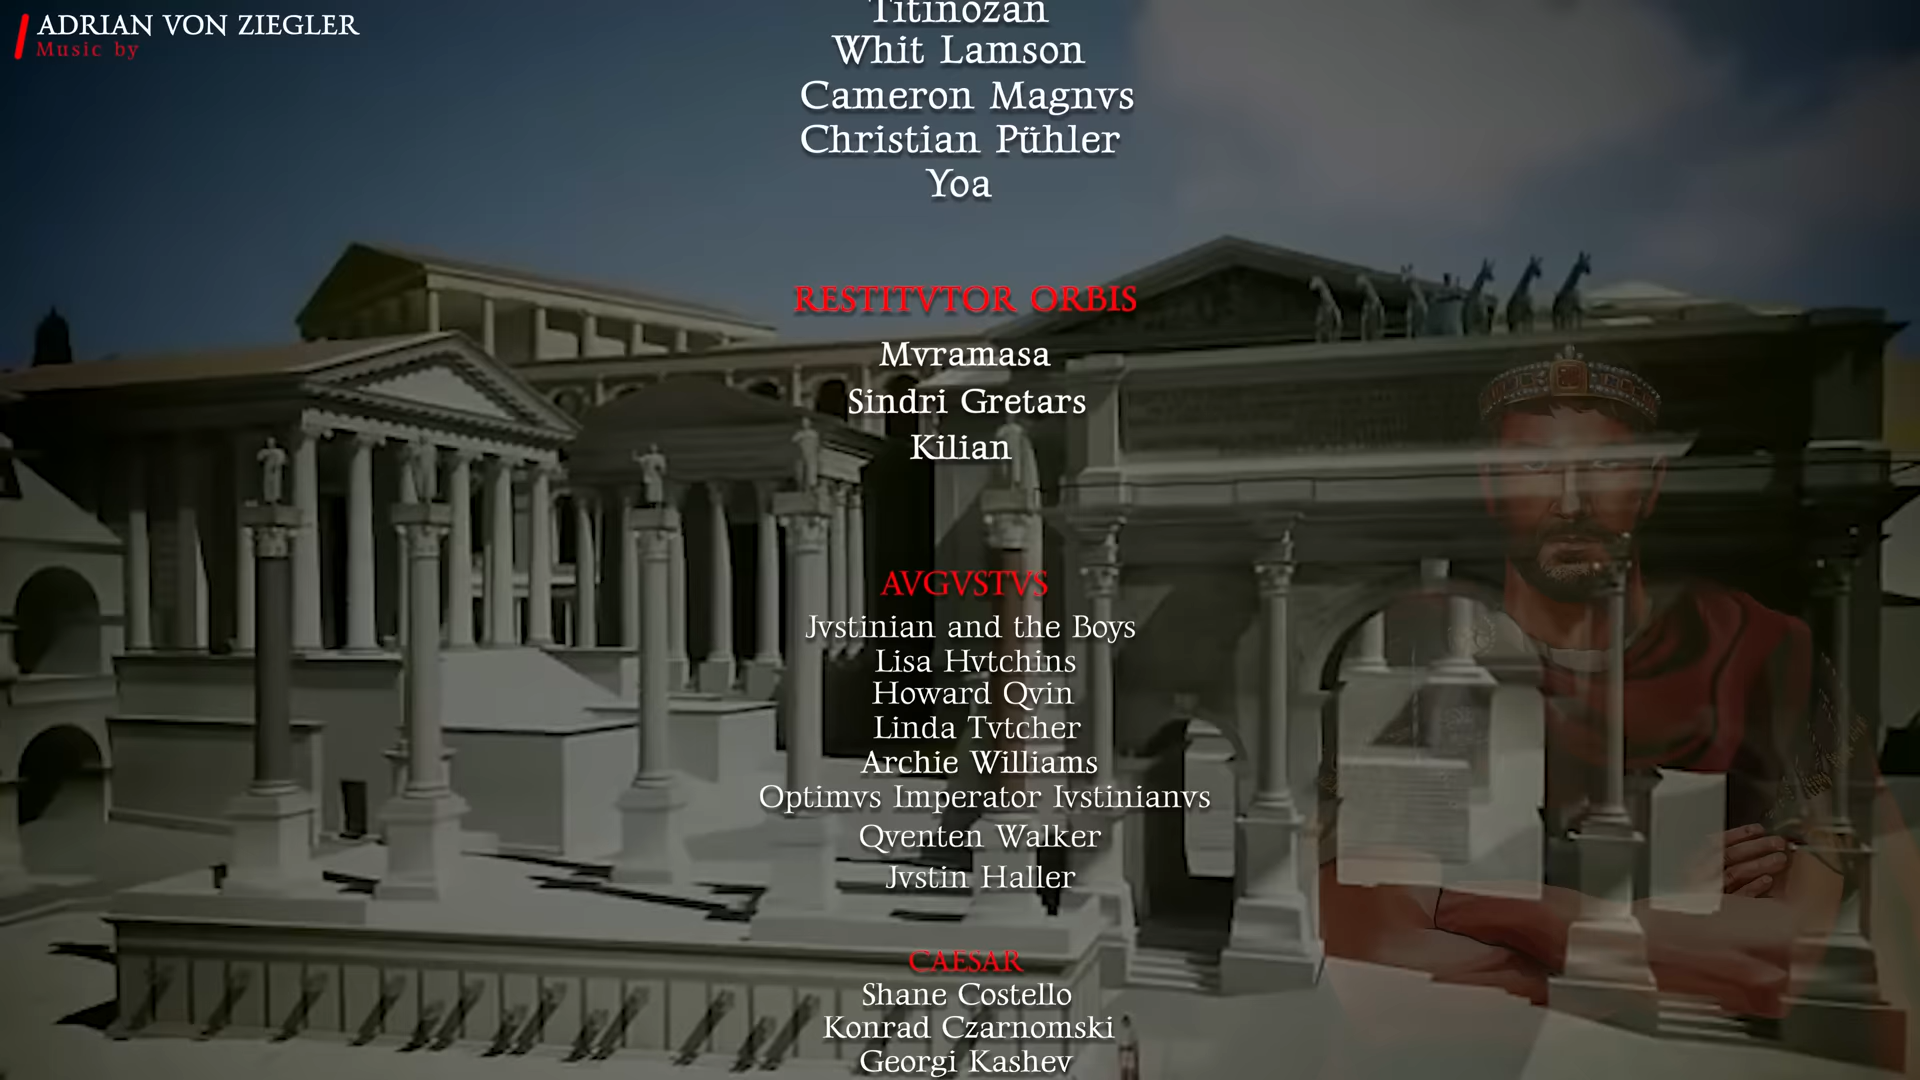 ADRIAN VON ZIEGLER
Music by
Titinozan
Whit Lamson
Cameron Magnvs
Christian Pühler
Yoa
RESTITVTOR ORBIS
Mvramasa
Sindri Gretars
Kilian
AVGVSTVS
Jvstinian and the Boys
Lisa Hvtchins
Howard Qvin
Linda Tvtcher
Archie Williams
Optimvs Imperator Ivstinianvs
Qventen Walker
Jvstin Haller
CAESAR
Shane Costello
Konrad Czarnomski
Georgi Kashev